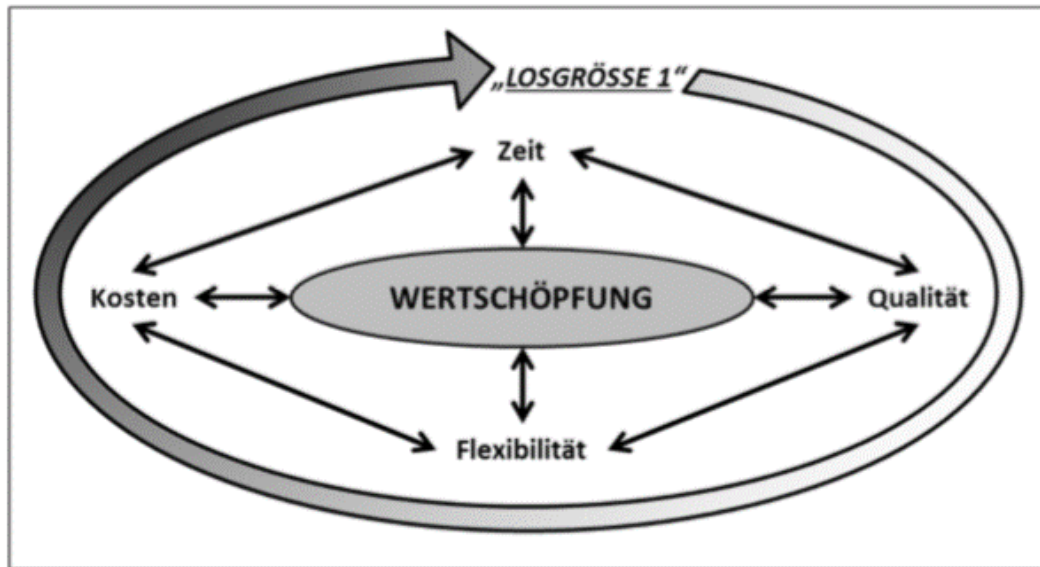 „LOSGRÖSSE 1“
Zeit
Kosten
WERTSCHÖPFUNG
Qualität
Flexibilität